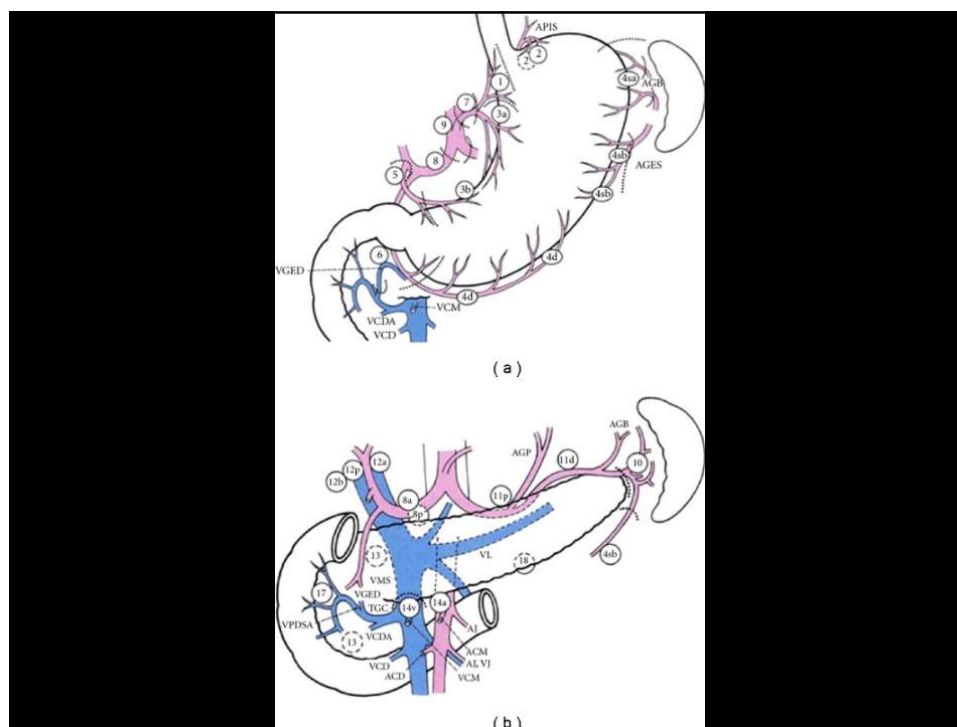 APIS
2
2
1
4sa
AGB
7
3a
9
8
4sb
AGES
5
3b
4sb
6
4d
VGED
4d
VCM
VCDA
VCD
( a )
AGB
AGP
12a
11d
10
12p
12b
8a
11p
8p
13
VL
18
4sb
VMS
17
VGED
TGC
14v
14a
VPDSA
13
VCDA
AJ
ACM
VCD
AJ, VJ
ACD
VCM
( b )